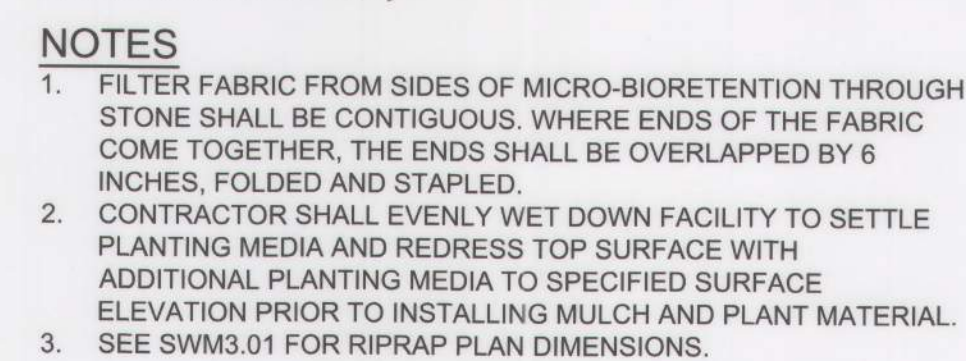 NOTES
1. FILTER FABRIC FROM SIDES OF MICRO-BIORETENTION THROUGH
STONE SHALL BE CONTIGUOUS. WHERE ENDS OF THE FABRIC
COME TOGETHER, THE ENDS SHALL BE OVERLAPPED BY 6
INCHES, FOLDED AND STAPLED.
2. CONTRACTOR SHALL EVENLY WET DOWN FACILITY TO SETTLE
PLANTING MEDIA AND REDRESS TOP SURFACE WITH
ADDITIONAL PLANTING MEDIA TO SPECIFIED SURFACE
ELEVATION PRIOR TO INSTALLING MULCH AND PLANT MATERIAL.
3. SEE SWM3.01 FOR RIPRAP PLAN DIMENSIONS.